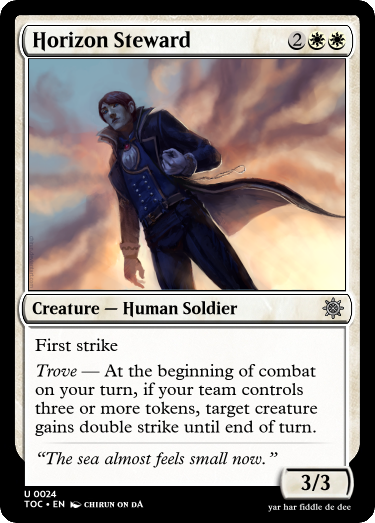 Horizon Steward 2
Creature — Human Soldier
First strike
Trove — At the beginning of combat
on your turn, if your team controls
three or more tokens, target creature
gains double strike until end of turn.
“The sea almost feels small now.”
3/3
U 0024
TOC • EN CHIRUN ON DÀ
yar har fiddle de dee